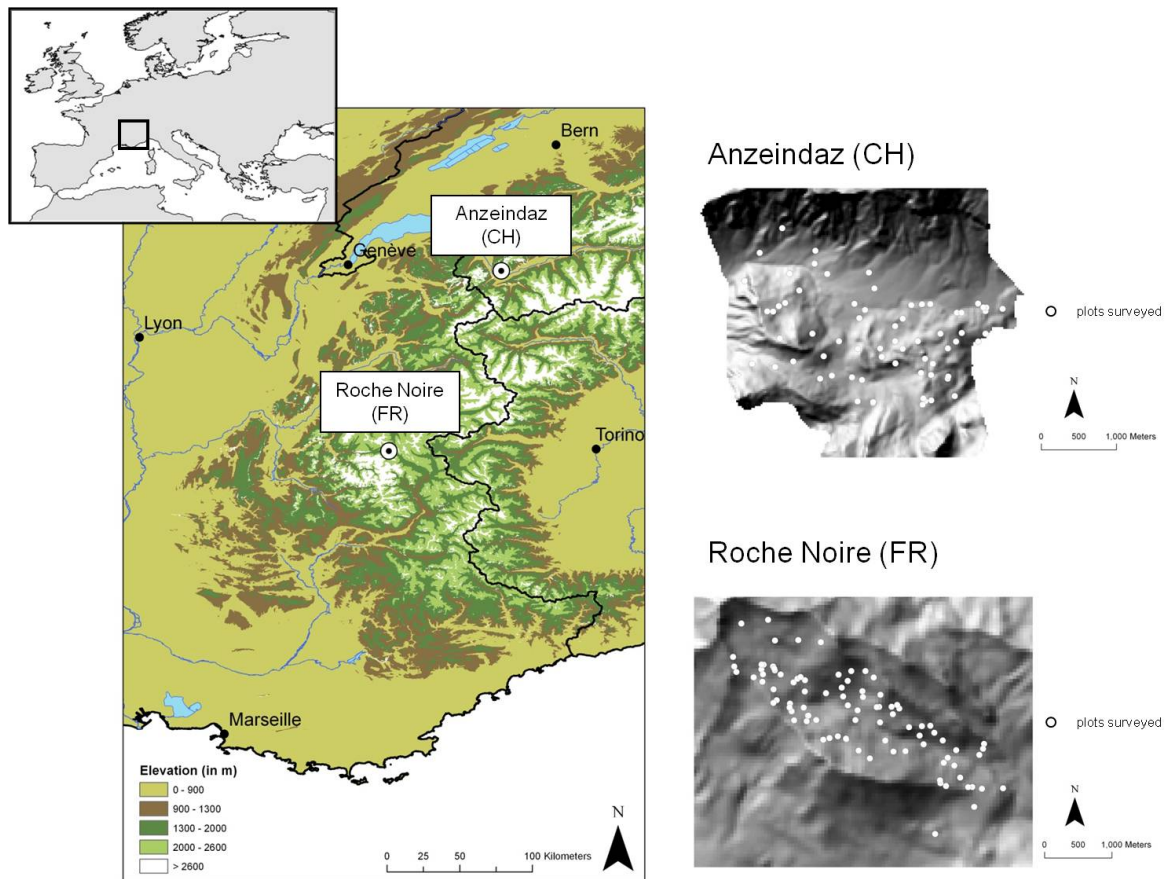 Bern
Anzeindaz
(CH)
Genève
Lyon
Roche Noire
(FR)
Torino
Marseille
Elevation (in m)
0 - 900
900 - 1300
1300 - 2000
2000 - 2600
> 2600
N
0 25 50 100 Kilometers
Anzeindaz (CH)
plots surveyed
N
0 500 1,000 Meters
Roche Noire (FR)
plots surveyed
N
0 500 1,000 Meters